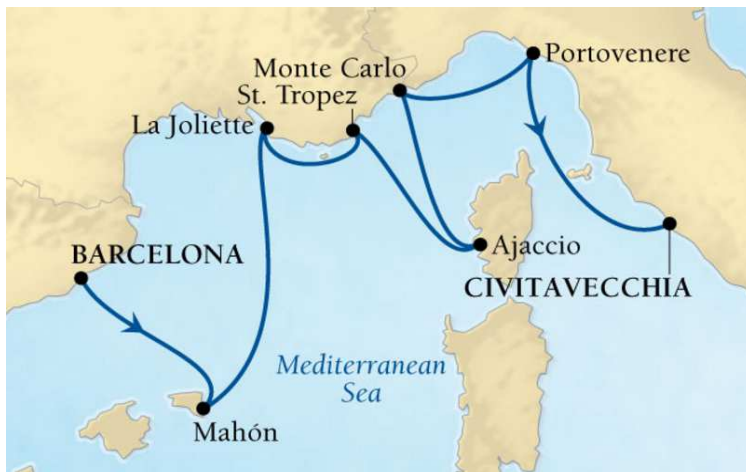 Portovenere
Monte Carlo
St. Tropez
La Joliette
BARCELONA
Ajaccio
CIVITAVECCHIA
Mediterranean
Sea
Mahón